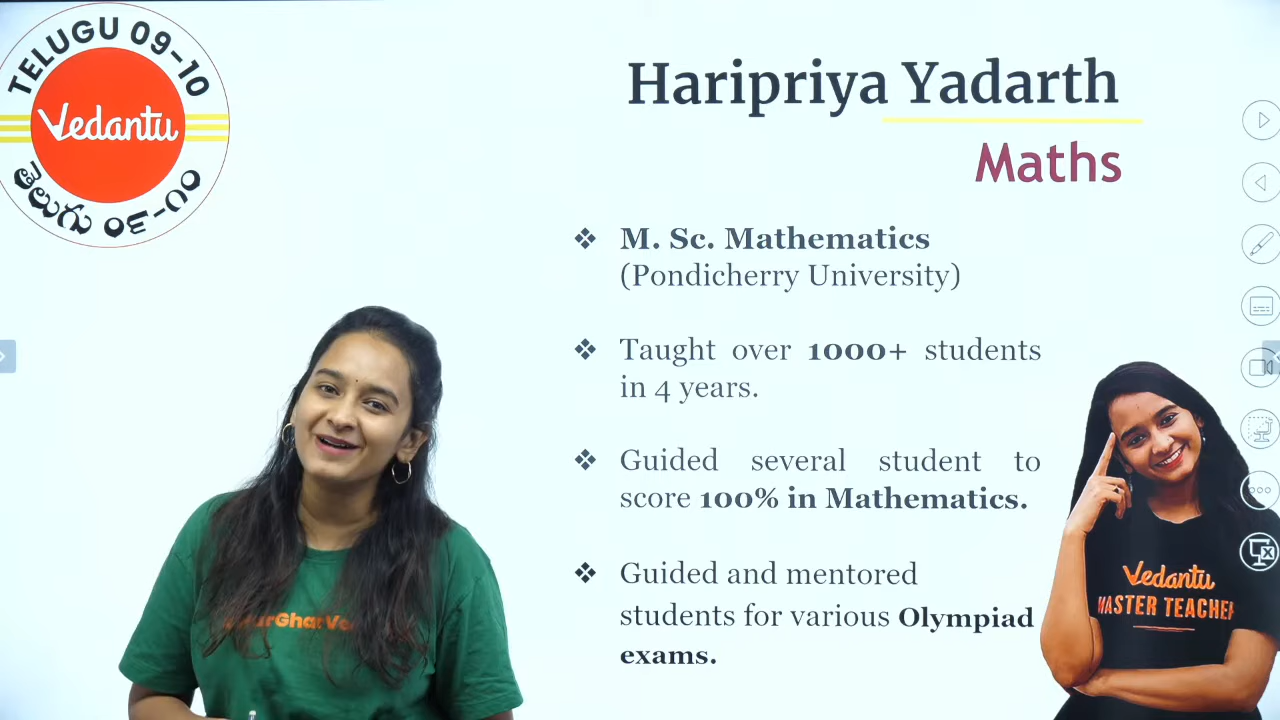 TELUGU 09-10
Vedantu
తెలుగు ౦౯-౧౦
Haripriya Yadarth
Maths
❖ M. Sc. Mathematics
(Pondicherry University)
❖ Taught over 1000+ students
in 4 years.
❖ Guided several student to
score 100% in Mathematics.
❖ Guided and mentored
students for various Olympiad
exams.
Vedantu
MASTER TEACHER